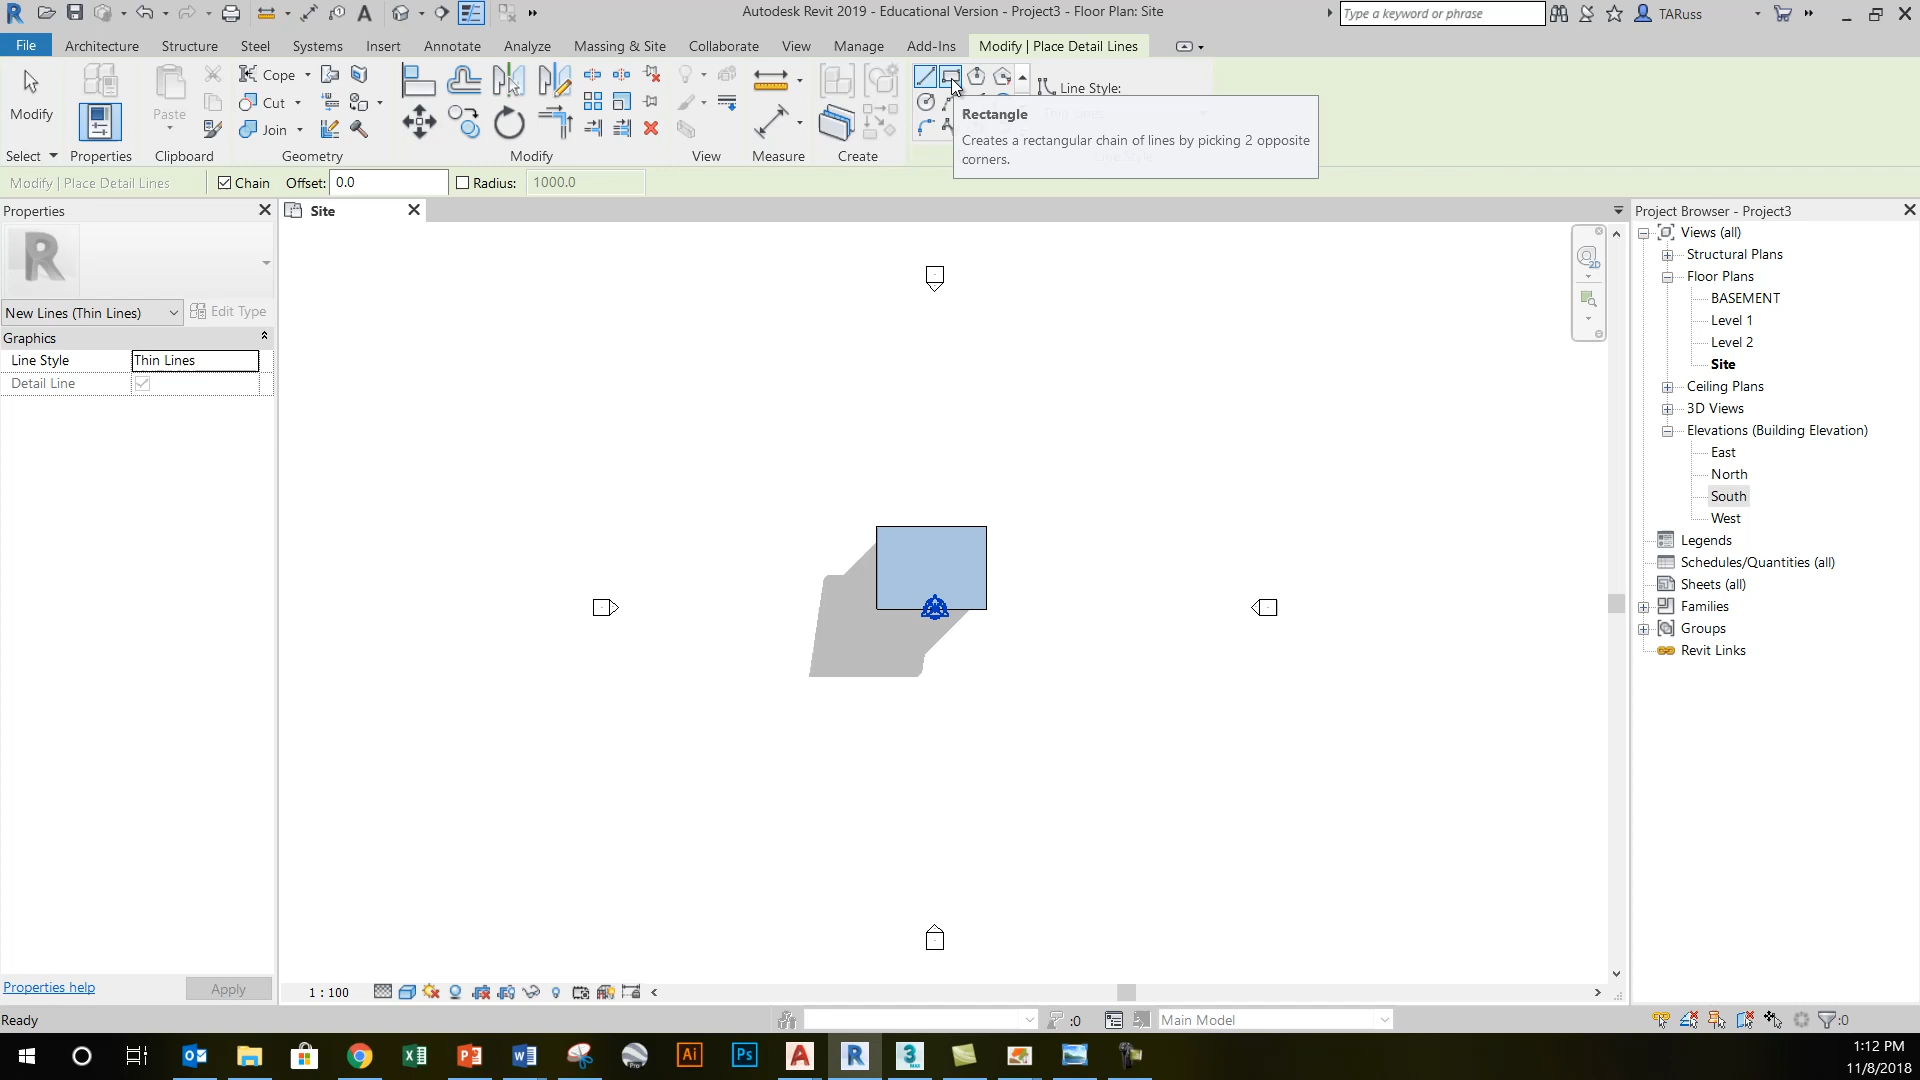 Autodesk Revit 2019 - Educational Version - Project3 - Floor Plan: Site
Type a keyword or phrase
TARuss
File
Architecture
Structure
Steel
Systems
Insert
Annotate
Analyze
Massing & Site
Collaborate
View
Manage
Add-Ins
Modify | Place Detail Lines
Modify
Paste
Cope
Cut
Join
Line Style:
Rectangle
Creates a rectangular chain of lines by picking 2 opposite
corners.
Select
Properties
Clipboard
Geometry
Modify
View
Measure
Create
Modify | Place Detail Lines
Chain
Offset:
0.0
Radius:
1000.0
Properties
R
New Lines (Thin Lines)
Edit Type
Graphics
Line Style
Thin Lines
Detail Line
Properties help
Apply
Site
2D
1 : 100
Project Browser - Project3
Views (all)
Structural Plans
Floor Plans
BASEMENT
Level 1
Level 2
Site
Ceiling Plans
3D Views
Elevations (Building Elevation)
East
North
South
West
Legends
Schedules/Quantities (all)
Sheets (all)
Families
Groups
Revit Links
Ready
:0
Main Model
:0
1:12 PM
11/8/2018